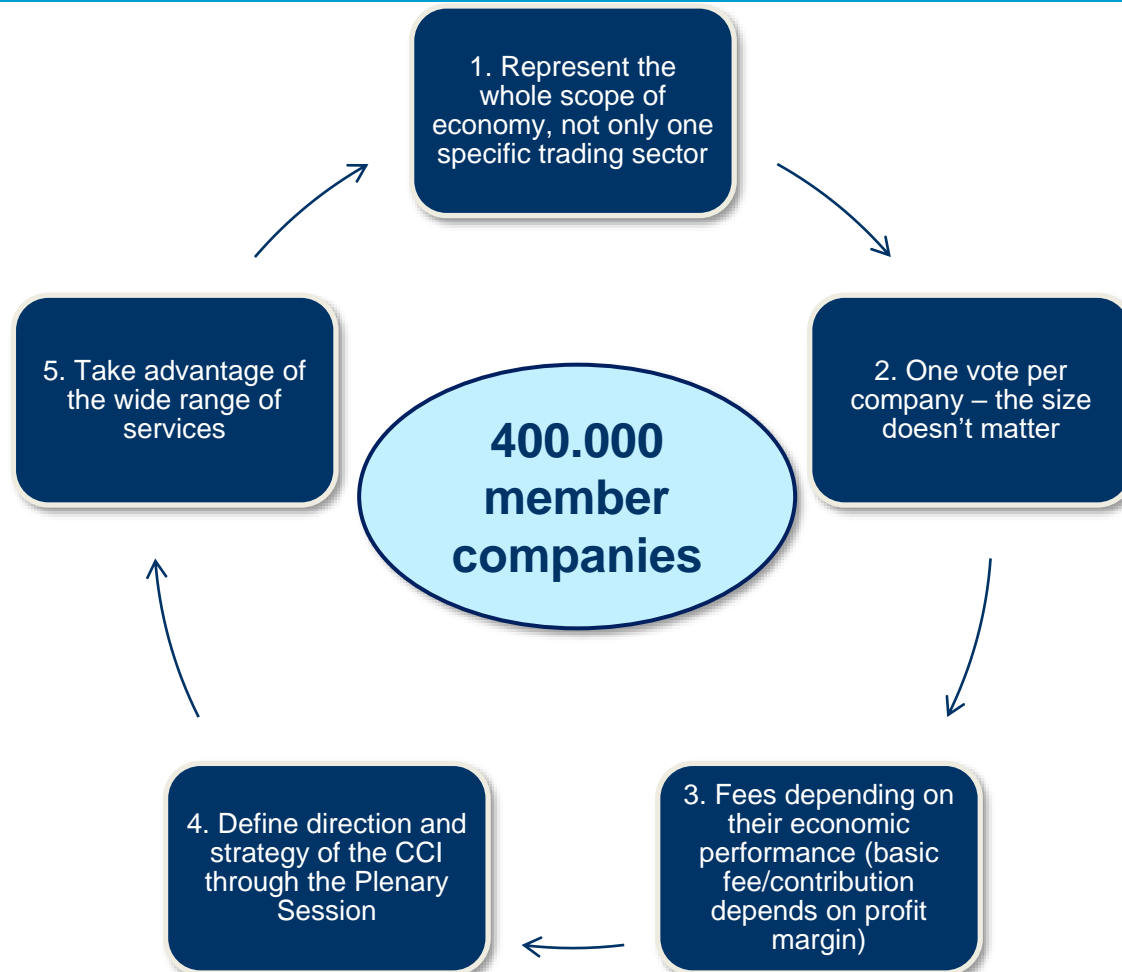 1. Represent the
whole scope of
economy, not only one
specific trading sector
2. One vote per
company – the size
doesn't matter
3. Fees depending on
their economic
performance (basic
fee/contribution
depends on profit
margin)
4. Define direction and
strategy of the CCI
through the Plenary
Session
5. Take advantage of
the wide range of
services
400.000
member
companies